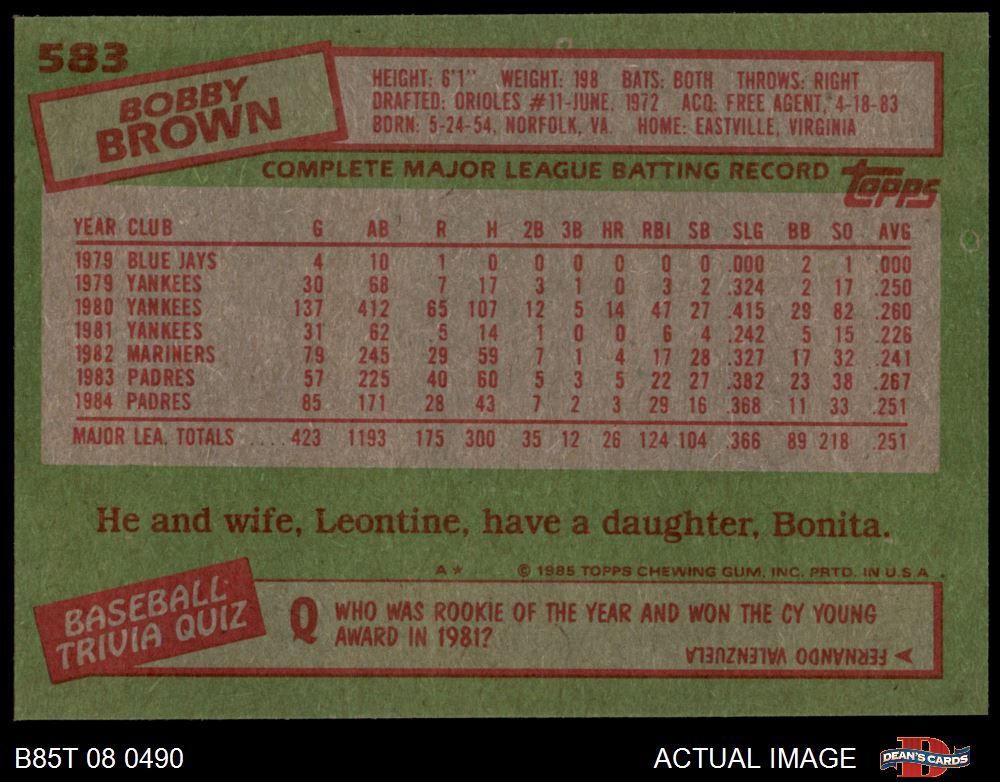 583
BOBBY
BROWN
HEIGHT: 6'1" WEIGHT: 198 BATS: BOTH THROWS: RIGHT
DRAFTED: ORIOLES #11-JUNE, 1972 ACQ: FREE AGENT, 4-18-83
BORN: 5-24-54, NORFOLK, VA. HOME: EASTVILLE, VIRGINIA
COMPLETE MAJOR LEAGUE BATTING RECORD topps
YEAR CLUB G AB R H 2B 3B HR RBI SB SLG BB SO AVG
1979 BLUE JAYS 4 10 1 0 0 0 0 0 0 .000 2 1 .000
1979 YANKEES 30 68 7 17 3 1 0 3 2 .324 2 17 .250
1980 YANKEES 137 412 65 107 12 5 14 47 27 .415 29 82 .260
1981 YANKEES 31 62 5 14 1 0 0 6 4 .242 5 15 .226
1982 MARINERS 79 245 29 59 7 1 4 17 28 .327 17 32 .241
1983 PADRES 57 225 40 60 5 3 5 22 27 .382 23 38 .267
1984 PADRES 85 171 28 43 7 2 3 29 16 .368 11 33 .251
MAJOR LEA. TOTALS ..... 423 1193 175 300 35 12 26 124 104 .366 89 218 .251
He and wife, Leontine, have a daughter, Bonita.
A* © 1985 TOPPS CHEWING GUM, INC. PRTD. IN U.S.A.
BASEBALL
TRIVIA QUIZ
Q WHO WAS ROOKIE OF THE YEAR AND WON THE CY YOUNG
AWARD IN 1981?
FERNANDO VALENZUELA
B85T 08 0490
ACTUAL IMAGE
D
DEAN'S CARDS